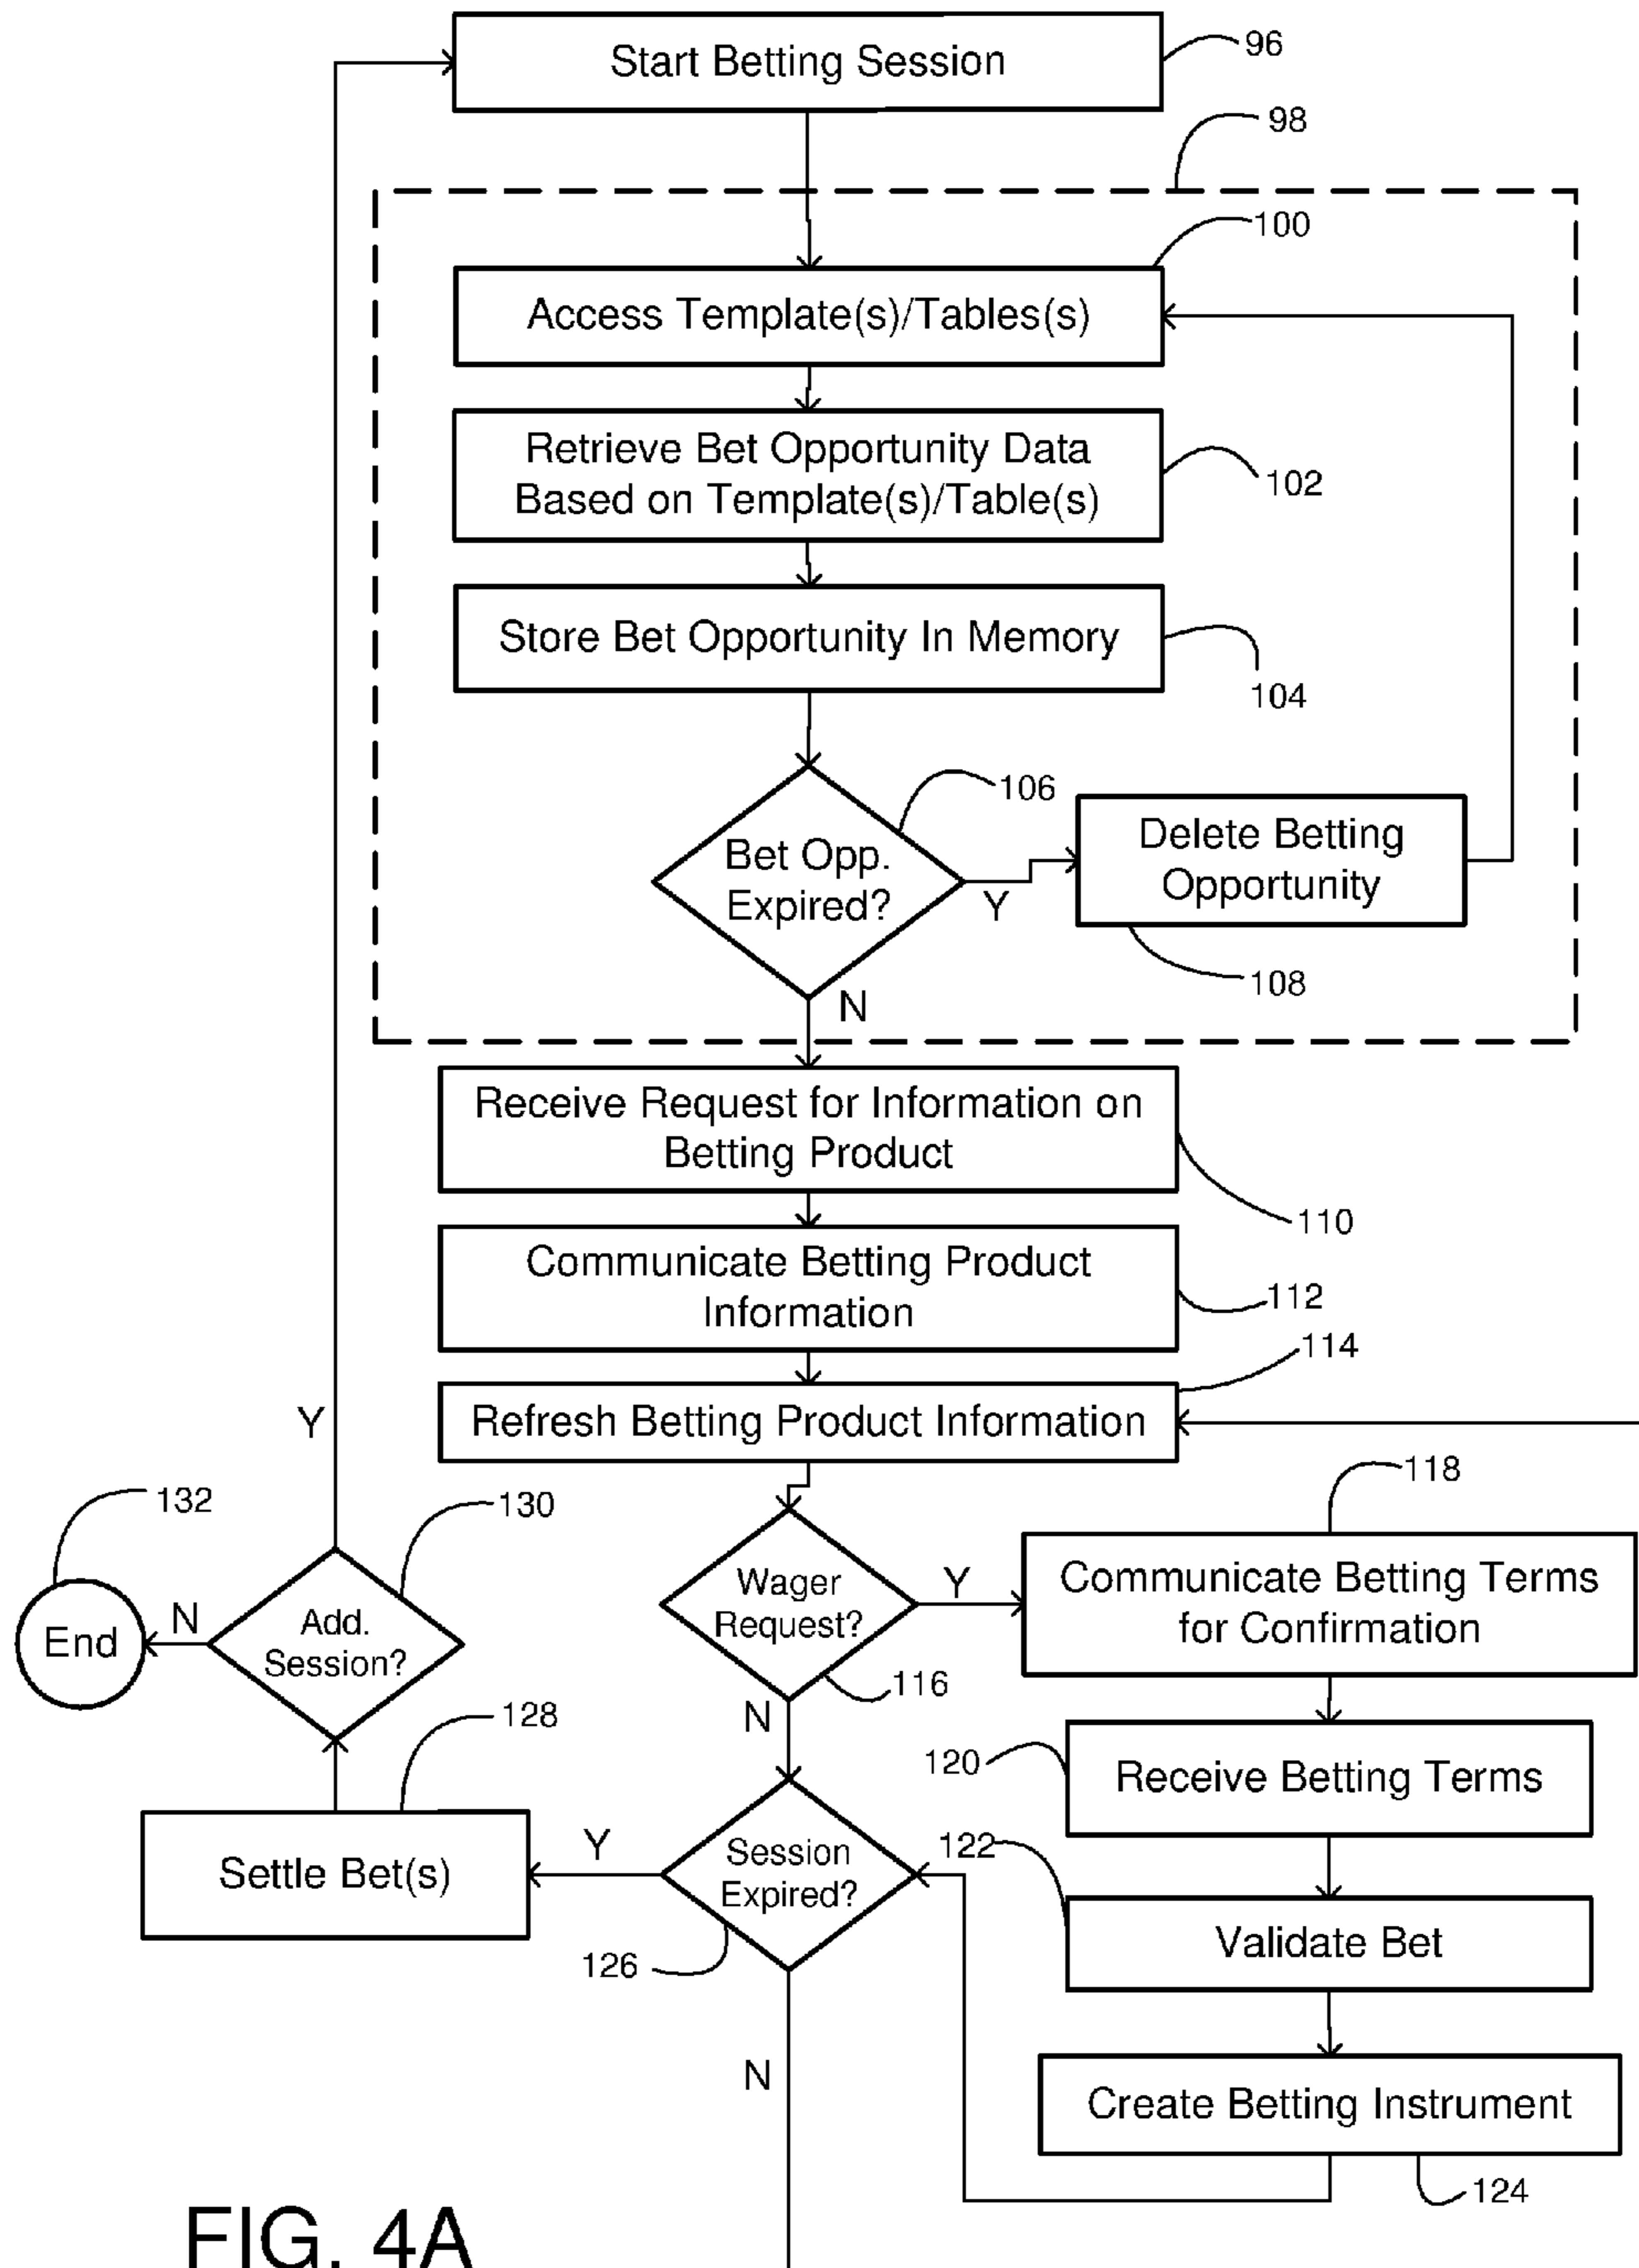 Start Betting Session
96
98
100
Access Template(s)/Tables(s)
Retrieve Bet Opportunity Data
Based on Template(s)/Table(s)
102
Store Bet Opportunity In Memory
104
106
Bet Opp.
Expired?
Y
Delete Betting
Opportunity
108
N
Receive Request for Information on
Betting Product
110
Communicate Betting Product
Information
112
114
Refresh Betting Product Information
Y
118
132
130
Wager
Request?
Y
Communicate Betting Terms
for Confirmation
End
N
Add.
Session?
116
N
128
120
Receive Betting Terms
122
Settle Bet(s)
Y
Session
Expired?
126
Validate Bet
N
Create Betting Instrument
124
FIG. 4A